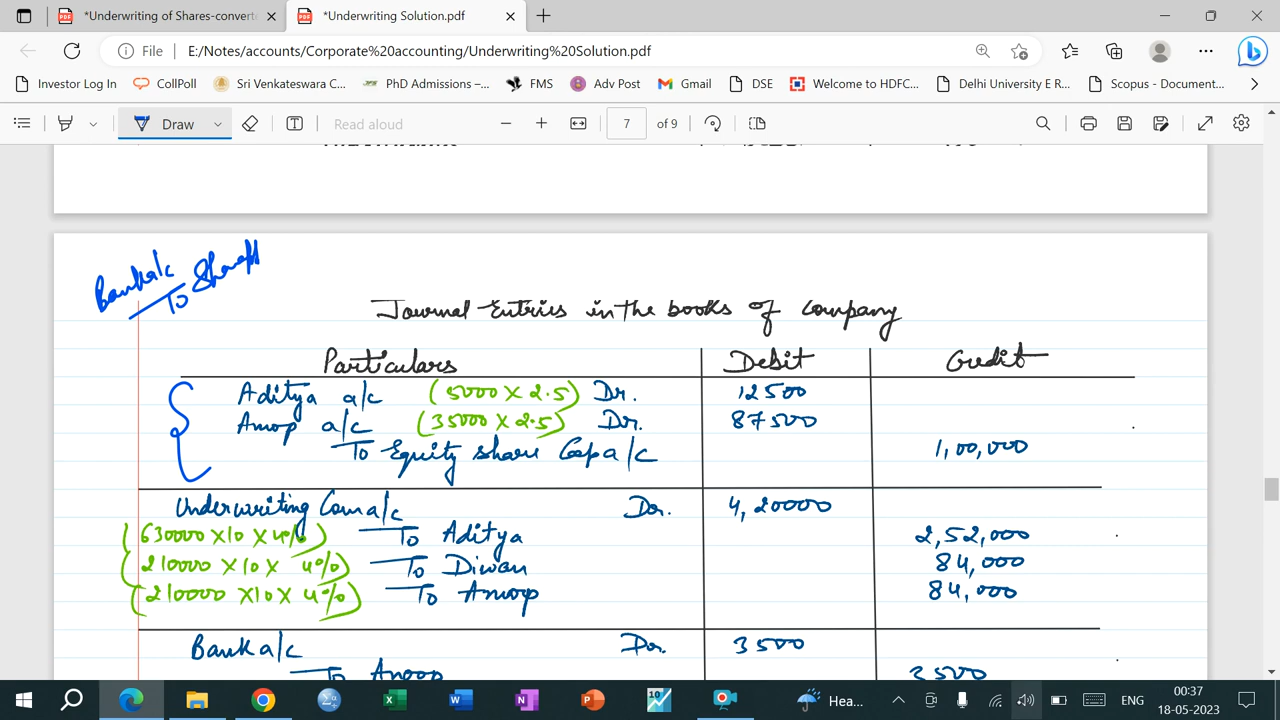 *Underwriting of Shares-convert
*Underwriting Solution.pdf
File E:/Notes/accounts/Corporate%20accounting/Underwriting%20Solution.pdf
Investor Log In CollPoll Sri Venkateswara C... PhD Admissions –... FMS Adv Post Gmail DSE Welcome to HDFC... Delhi University E R... Scopus - Document...
Draw Read aloud 7 of 9
Bank a/c
To Sh app
Journal Entries in the books of Company
Particulars Debit Credit
Aditya a/c (5000 X 2.5) Dr. 12500
Anop a/c (35000 X 2.5) Dr. 87500
To Equity share Cap a/c 1,00,000
Underwriting Com a/c Dr. 4,20000
630000 X 10 X 4% To Aditya 2,52,000
210000 X 10 X 4% To Diwan 84,000
210000 X 10 X 4% To Anoop 84,000
Bank a/c Dr. 3500
To Anoop 3500
Hea...
ENG
00:37
18-05-2023